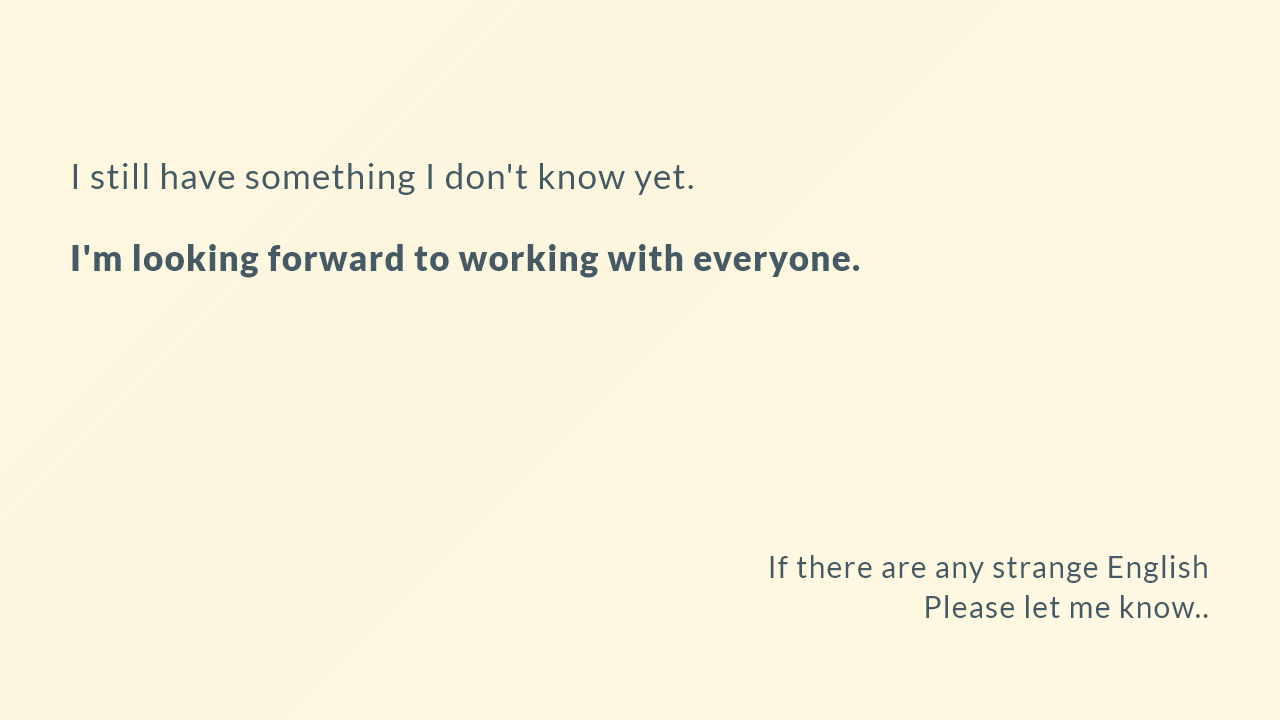 I still have something I don't know yet.
I'm looking forward to working with everyone.
If there are any strange English
Please let me know..